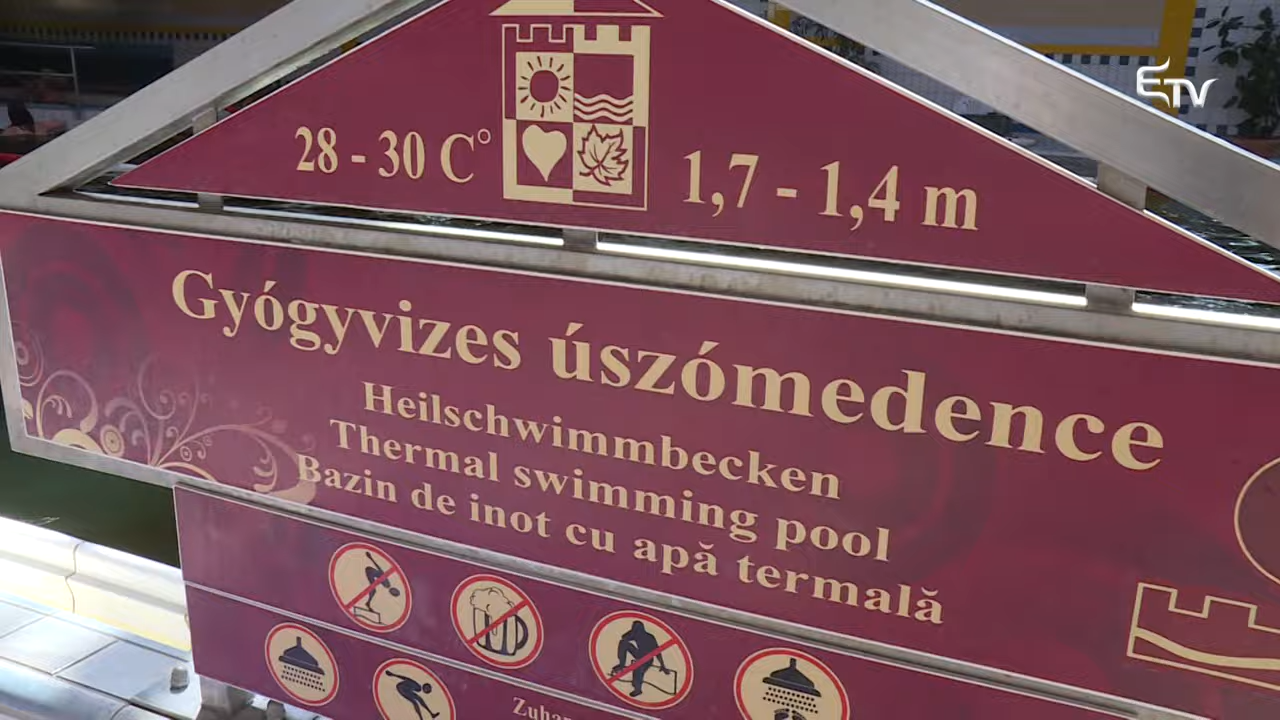 ETV
28 - 30 C°
1,7 - 1,4 m
Gyógyvizes úszómedence
Heilschwimmbecken
Thermal swimming pool
Bazin de inot cu apă termală